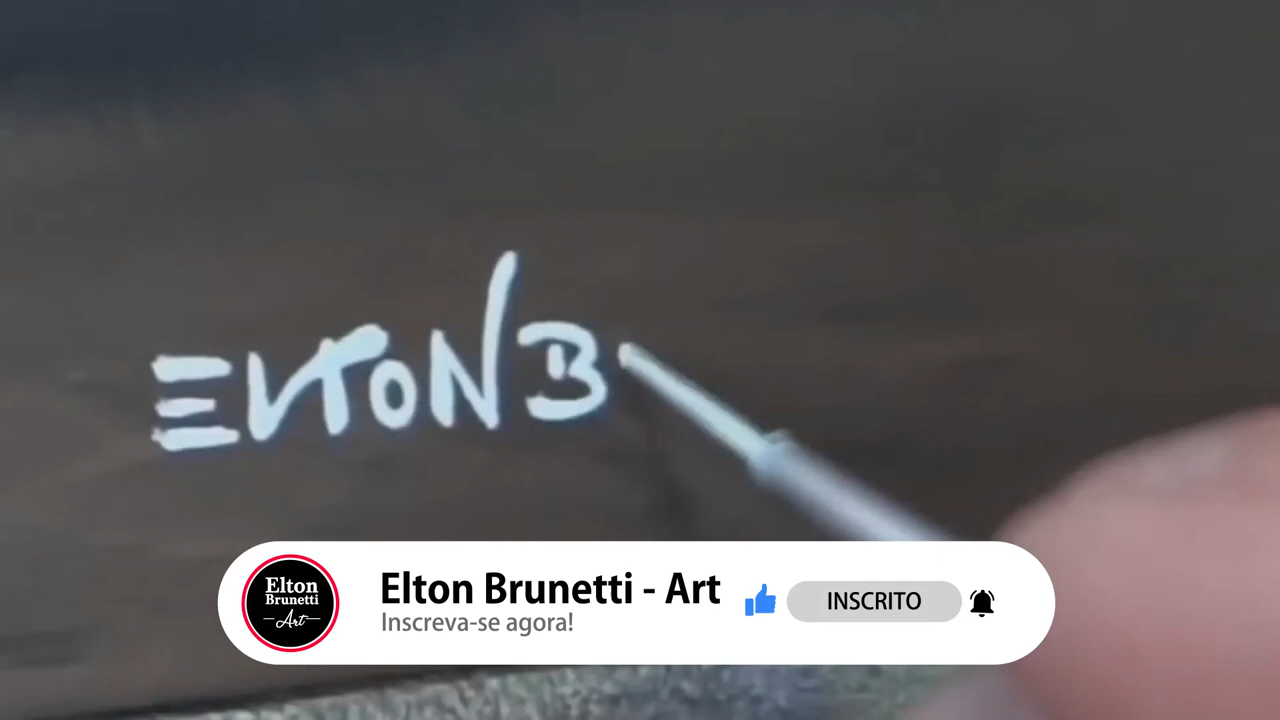 ELTON B
Elton
Brunetti
Art
Elton Brunetti - Art
Inscreva-se agora!
INSCRITO